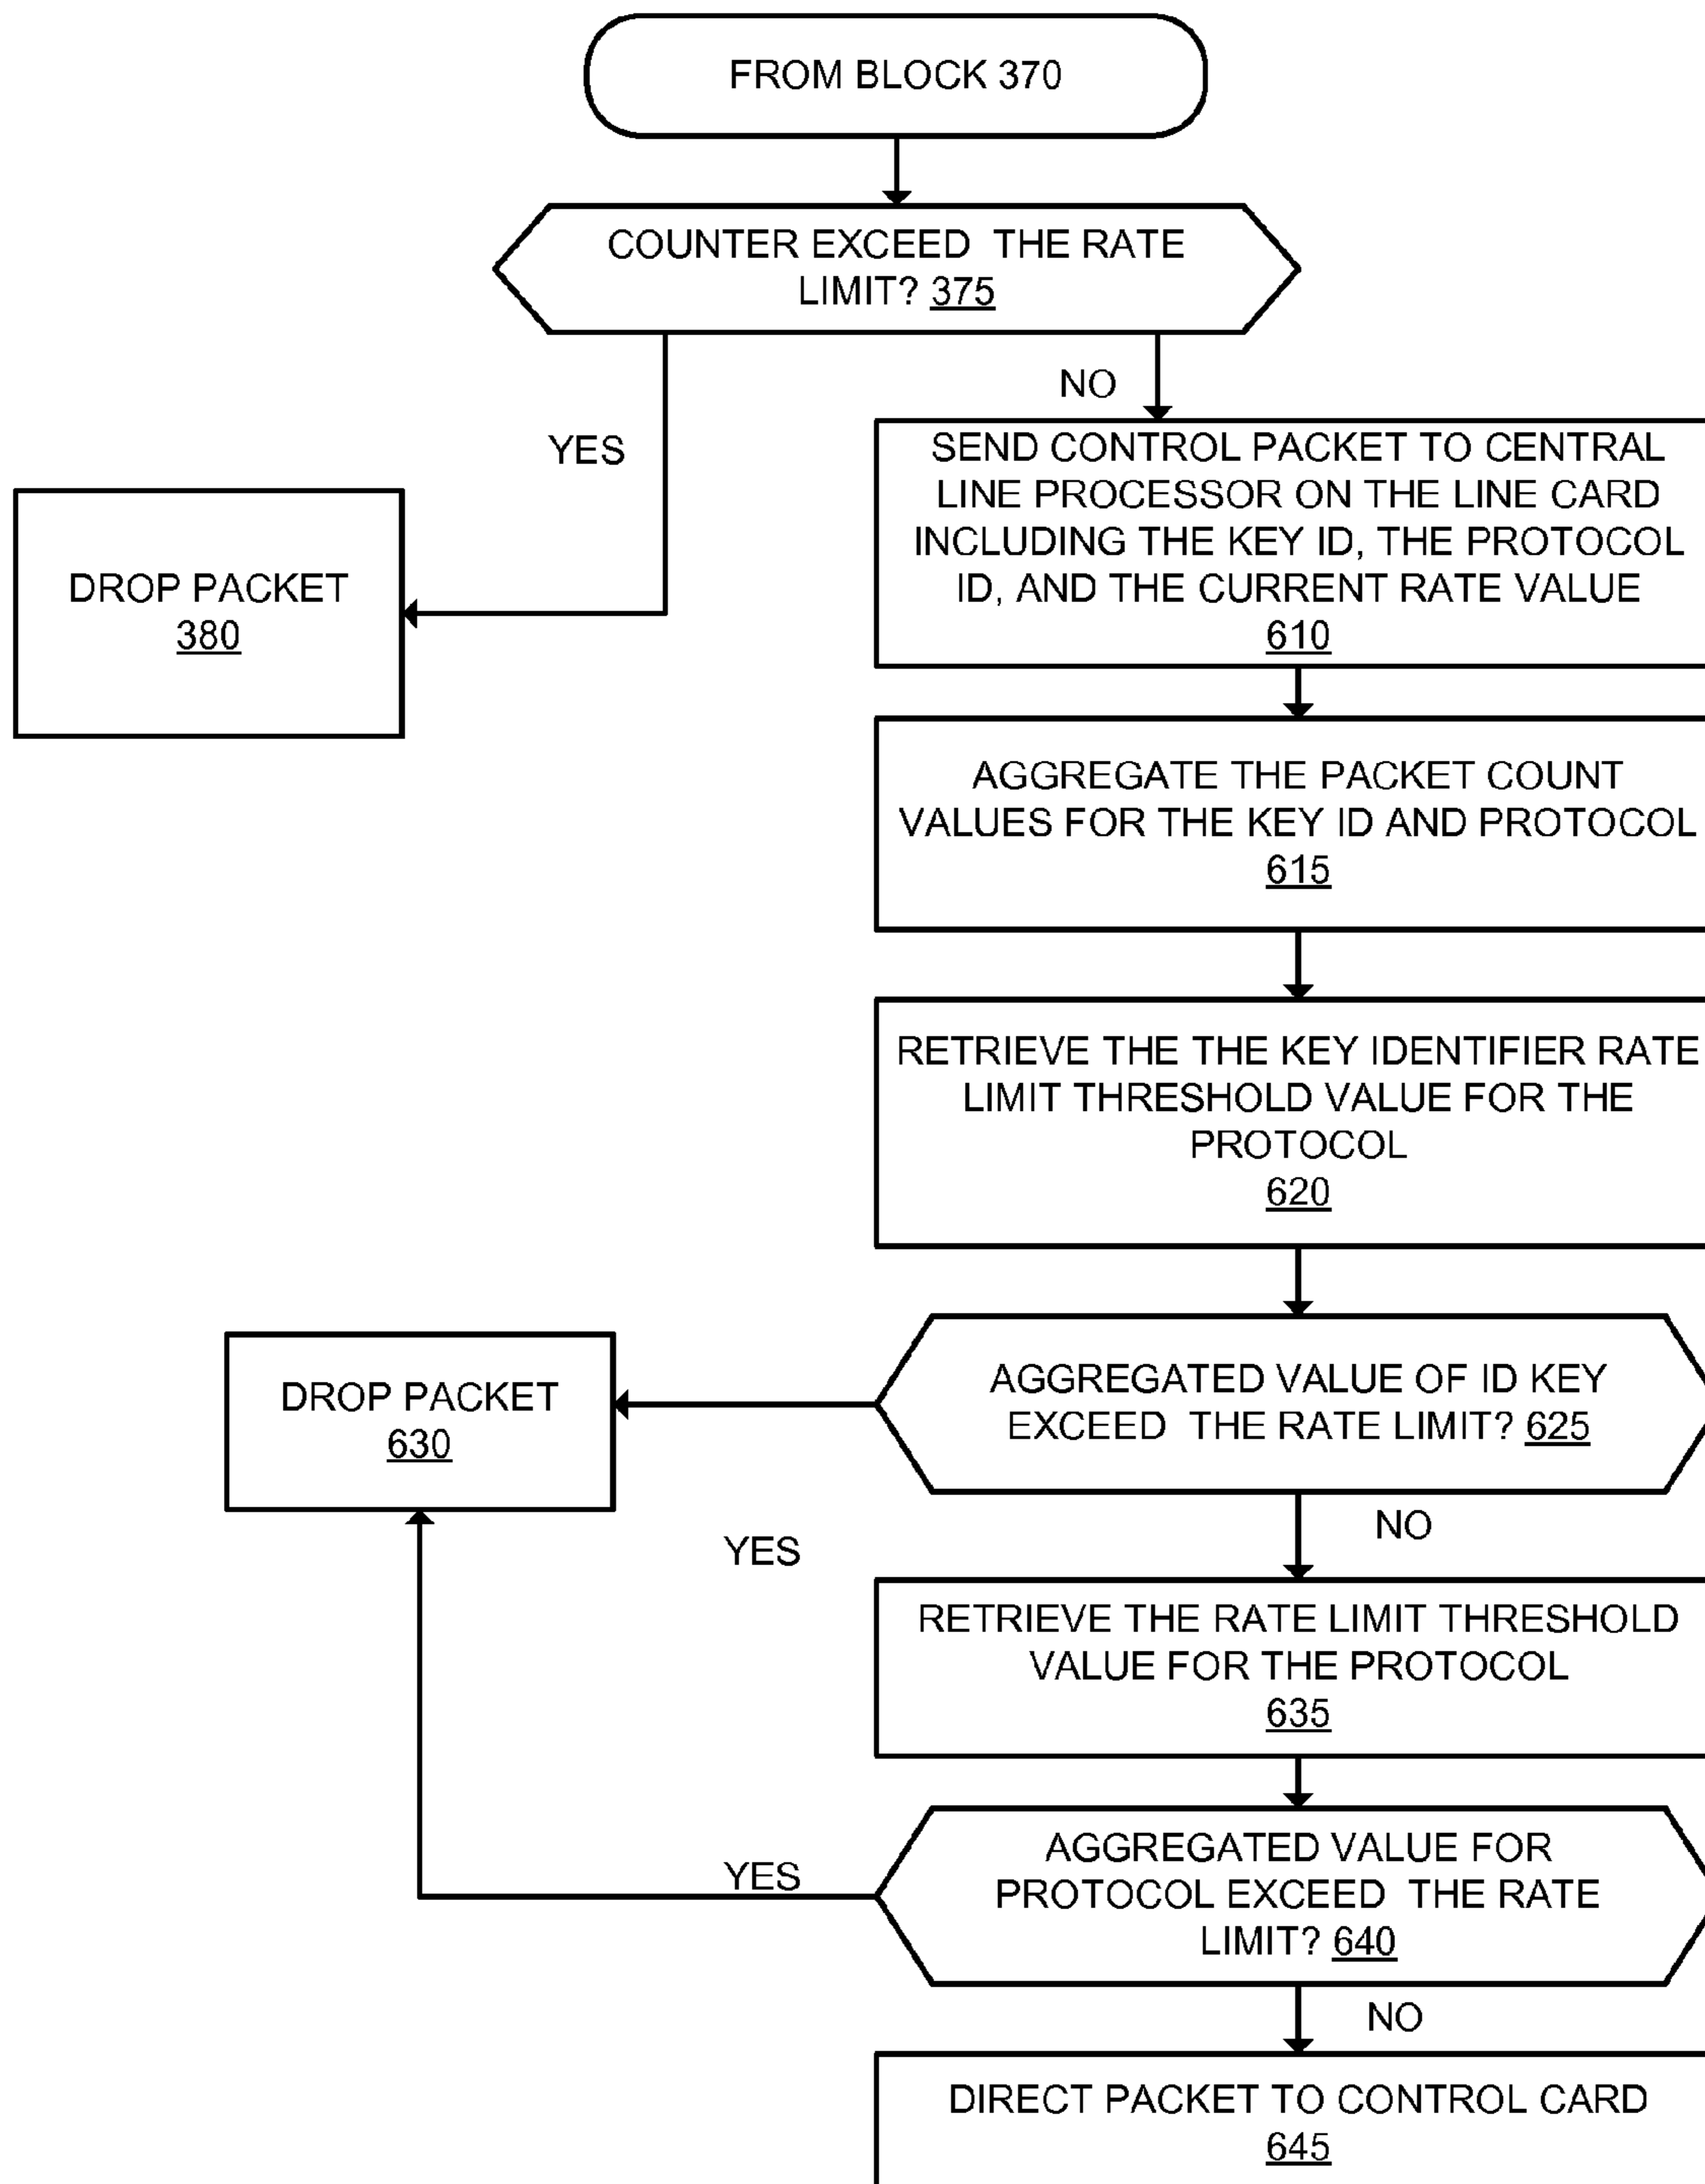 FROM BLOCK 370
COUNTER EXCEED THE RATE
LIMIT? 375
NO
YES
SEND CONTROL PACKET TO CENTRAL
LINE PROCESSOR ON THE LINE CARD
INCLUDING THE KEY ID, THE PROTOCOL
ID, AND THE CURRENT RATE VALUE
610
DROP PACKET
380
AGGREGATE THE PACKET COUNT
VALUES FOR THE KEY ID AND PROTOCOL
615
RETRIEVE THE THE KEY IDENTIFIER RATE
LIMIT THRESHOLD VALUE FOR THE
PROTOCOL
620
AGGREGATED VALUE OF ID KEY
EXCEED THE RATE LIMIT? 625
DROP PACKET
630
NO
YES
RETRIEVE THE RATE LIMIT THRESHOLD
VALUE FOR THE PROTOCOL
635
AGGREGATED VALUE FOR
PROTOCOL EXCEED THE RATE
LIMIT? 640
YES
NO
DIRECT PACKET TO CONTROL CARD
645